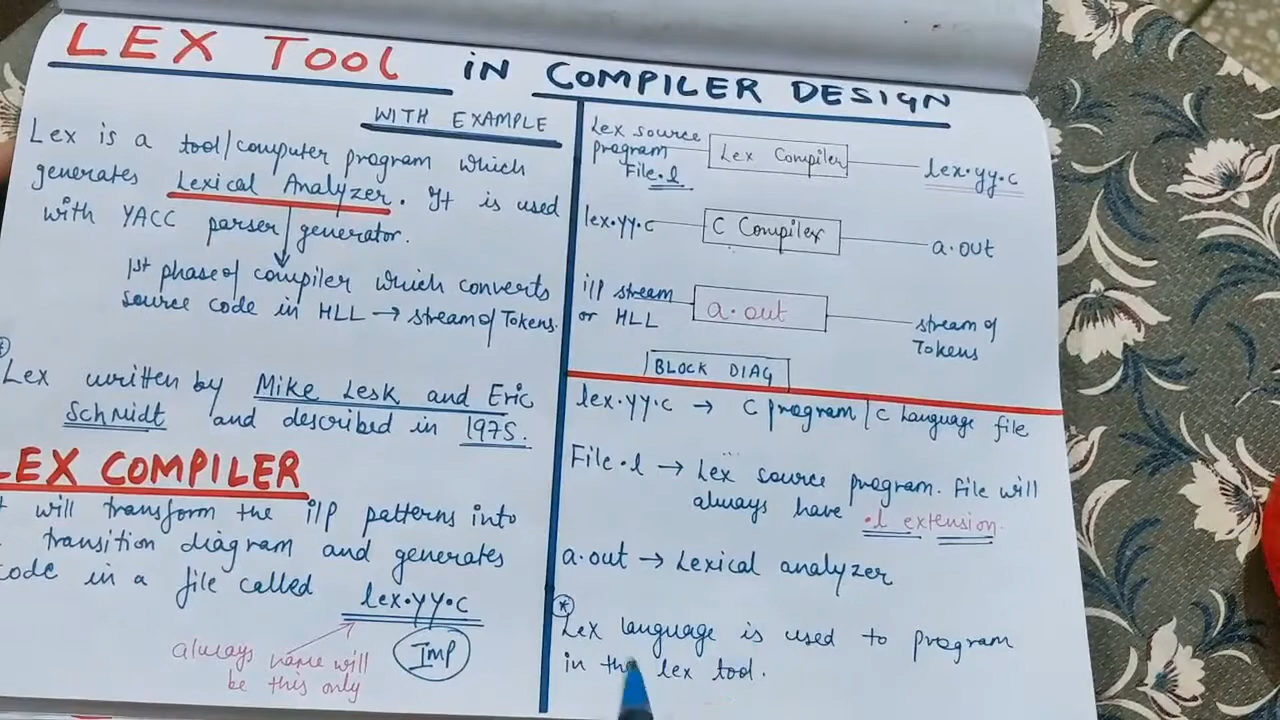 LEX TOOL IN COMPILER DESIGN
WITH EXAMPLE
Lex is a tool/computer program which
generates Lexical Analyzer. It is used
with YACC parser generator.
1st phase of compiler which converts
source code in HLL → stream of Tokens.
Lex written by Mike Lesk and Eric
Schmidt and described in 1975.
LEX COMPILER
will transform the i/p patterns into
transition diagram and generates
code in a file called lex.yy.c
always name will
be this only
Imp
Lex source
program
File.l
Lex Compiler
lex.yy.c
lex.yy.c
C Compiler
a.out
i/p stream
or HLL
a.out
stream of
Tokens
BLOCK DIAG
lex.yy.c → C program / C Language file
File.l → Lex source program. File will
always have .l extension.
a.out → Lexical analyzer
Lex language is used to program
in the lex tool.